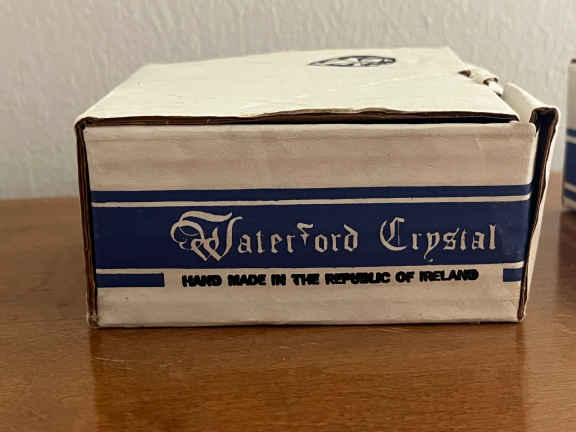 Waterford Crystal
HAND MADE IN THE REPUBLIC OF IRELAND